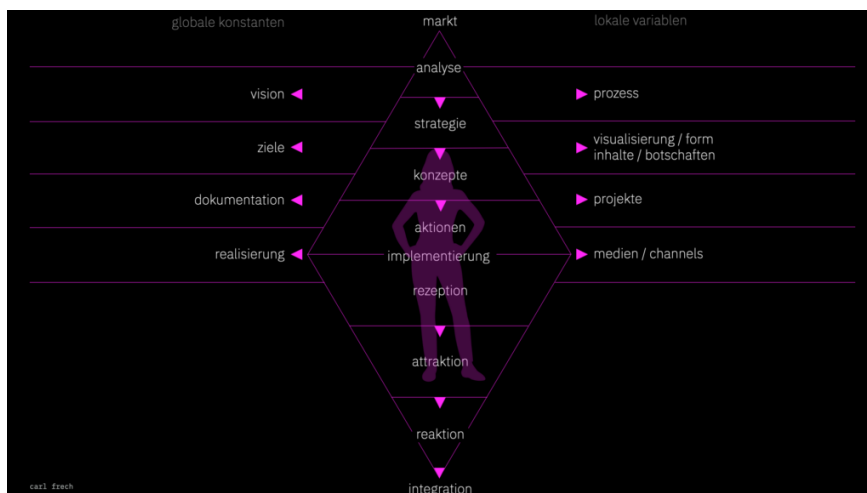 globale konstanten
markt
lokale variablen
analyse
vision
prozess
strategie
ziele
visualisierung / form
inhalte / botschaften
konzepte
dokumentation
projekte
aktionen
realisierung
implementierung
medien / channels
rezeption
attraktion
reaktion
carl frech
integration